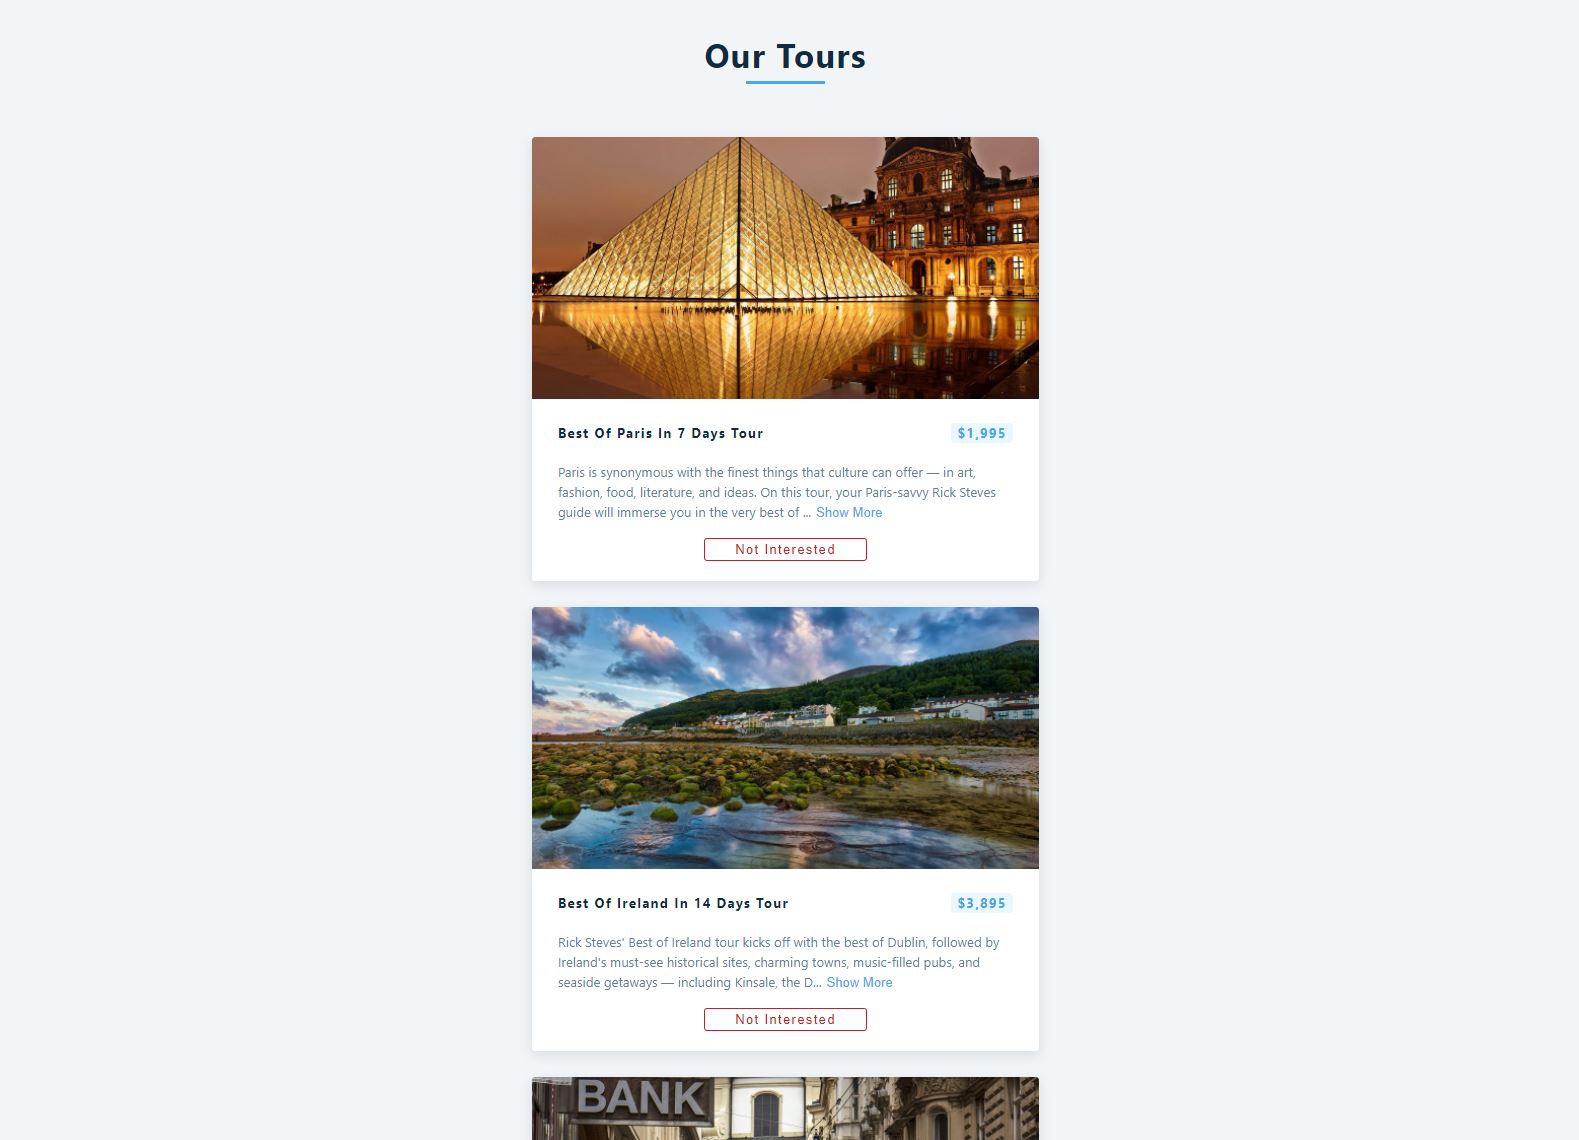 Our Tours
Best Of Paris In 7 Days Tour
$1,995
Paris is synonymous with the finest things that culture can offer — in art,
fashion, food, literature, and ideas. On this tour, your Paris-savvy Rick Steves
guide will immerse you in the very best of ... Show More
Not Interested
Best Of Ireland In 14 Days Tour
$3,895
Rick Steves' Best of Ireland tour kicks off with the best of Dublin, followed by
Ireland's must-see historical sites, charming towns, music-filled pubs, and
seaside getaways — including Kinsale, the D... Show More
Not Interested
BANK